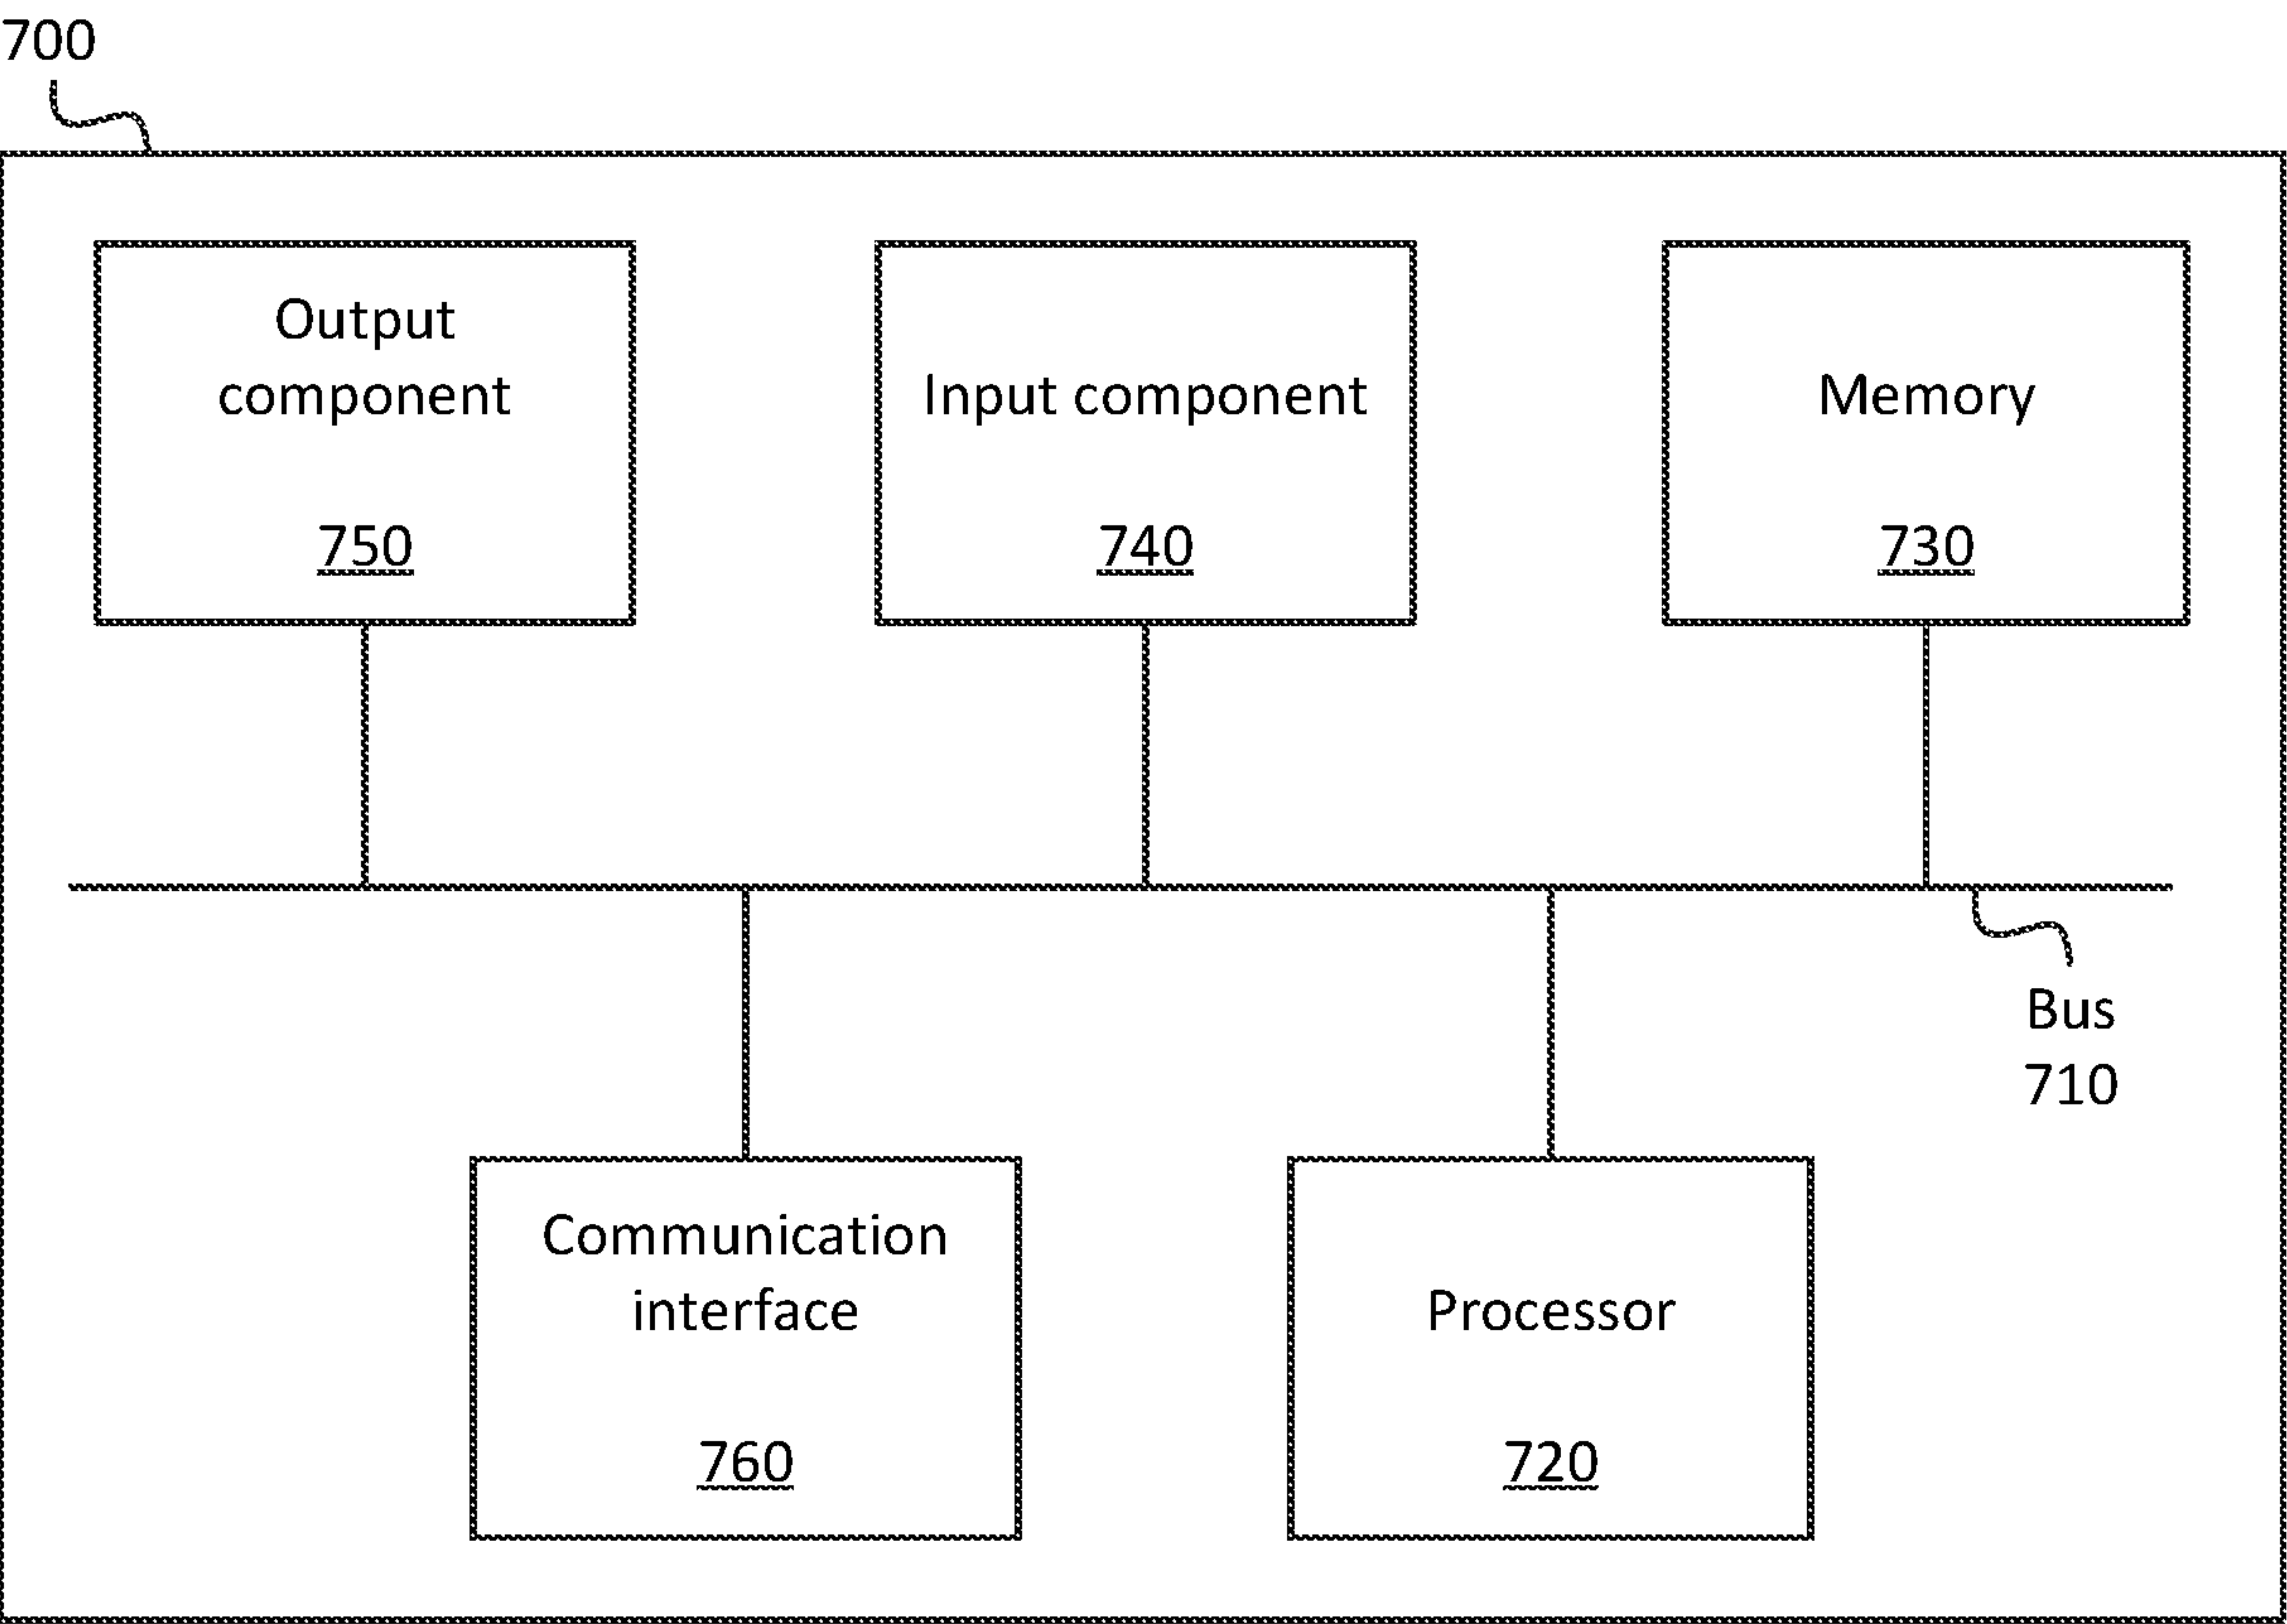 700
Output
component
750
Input component
740
Memory
730
Bus
710
Communication
interface
760
Processor
720